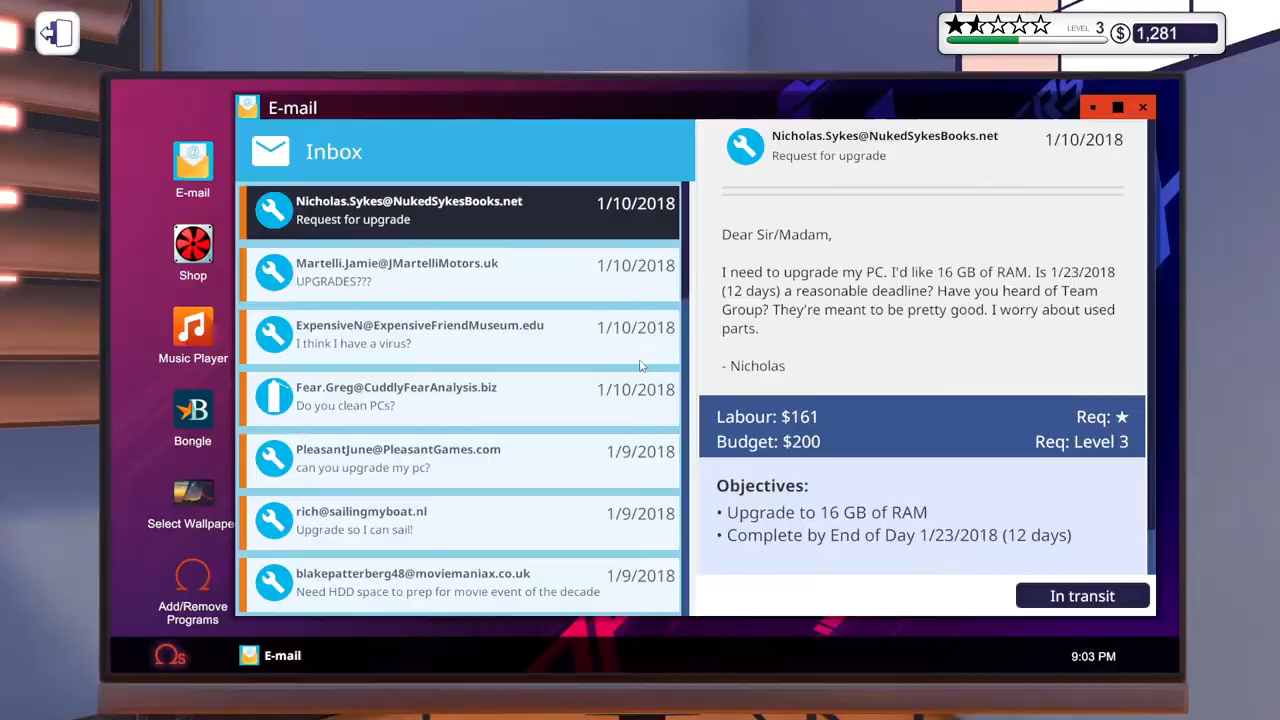 LEVEL 3
$ 1,281
E-mail
Inbox
Nicholas.Sykes@NukedSykesBooks.net 1/10/2018
Request for upgrade
Martelli.Jamie@JMartelliMotors.uk 1/10/2018
UPGRADES???
ExpensiveN@ExpensiveFriendMuseum.edu 1/10/2018
I think I have a virus?
Fear.Greg@CuddlyFearAnalysis.biz 1/10/2018
Do you clean PCs?
PleasantJune@PleasantGames.com 1/9/2018
can you upgrade my pc?
rich@sailingmyboat.nl 1/9/2018
Upgrade so I can sail!
blakepatterberg48@moviemaniax.co.uk 1/9/2018
Need HDD space to prep for movie event of the decade
Nicholas.Sykes@NukedSykesBooks.net 1/10/2018
Request for upgrade
Dear Sir/Madam,
I need to upgrade my PC. I'd like 16 GB of RAM. Is 1/23/2018
(12 days) a reasonable deadline? Have you heard of Team
Group? They're meant to be pretty good. I worry about used
parts.
- Nicholas
Labour: $161 Req: ★
Budget: $200 Req: Level 3
Objectives:
• Upgrade to 16 GB of RAM
• Complete by End of Day 1/23/2018 (12 days)
In transit
E-mail
Shop
Music Player
B
Bongle
Select Wallpape
Add/Remove
Programs
Ωs
E-mail
9:03 PM